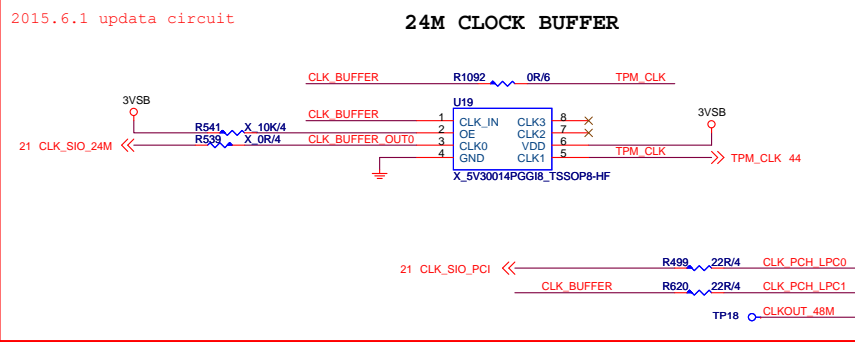 2015.6.1 updata circuit
24M CLOCK BUFFER
CLK_BUFFER R1092 0R/6 TPM_CLK
3VSB
U19
CLK_BUFFER 1 CLK_IN CLK3 8
3VSB
R541 X_10K/4 2 OE CLK2 7
21 CLK_SIO_24M R539 X_0R/4 CLK_BUFFER_OUT0 3 CLK0 VDD 6
4 GND CLK1 5 TPM_CLK TPM_CLK 44
X_5V30014PGGI8_TSSOP8-HF
21 CLK_SIO_PCI R499 22R/4 CLK_PCH_LPC0
CLK_BUFFER R620 22R/4 CLK_PCH_LPC1
TP18 CLKOUT_48M